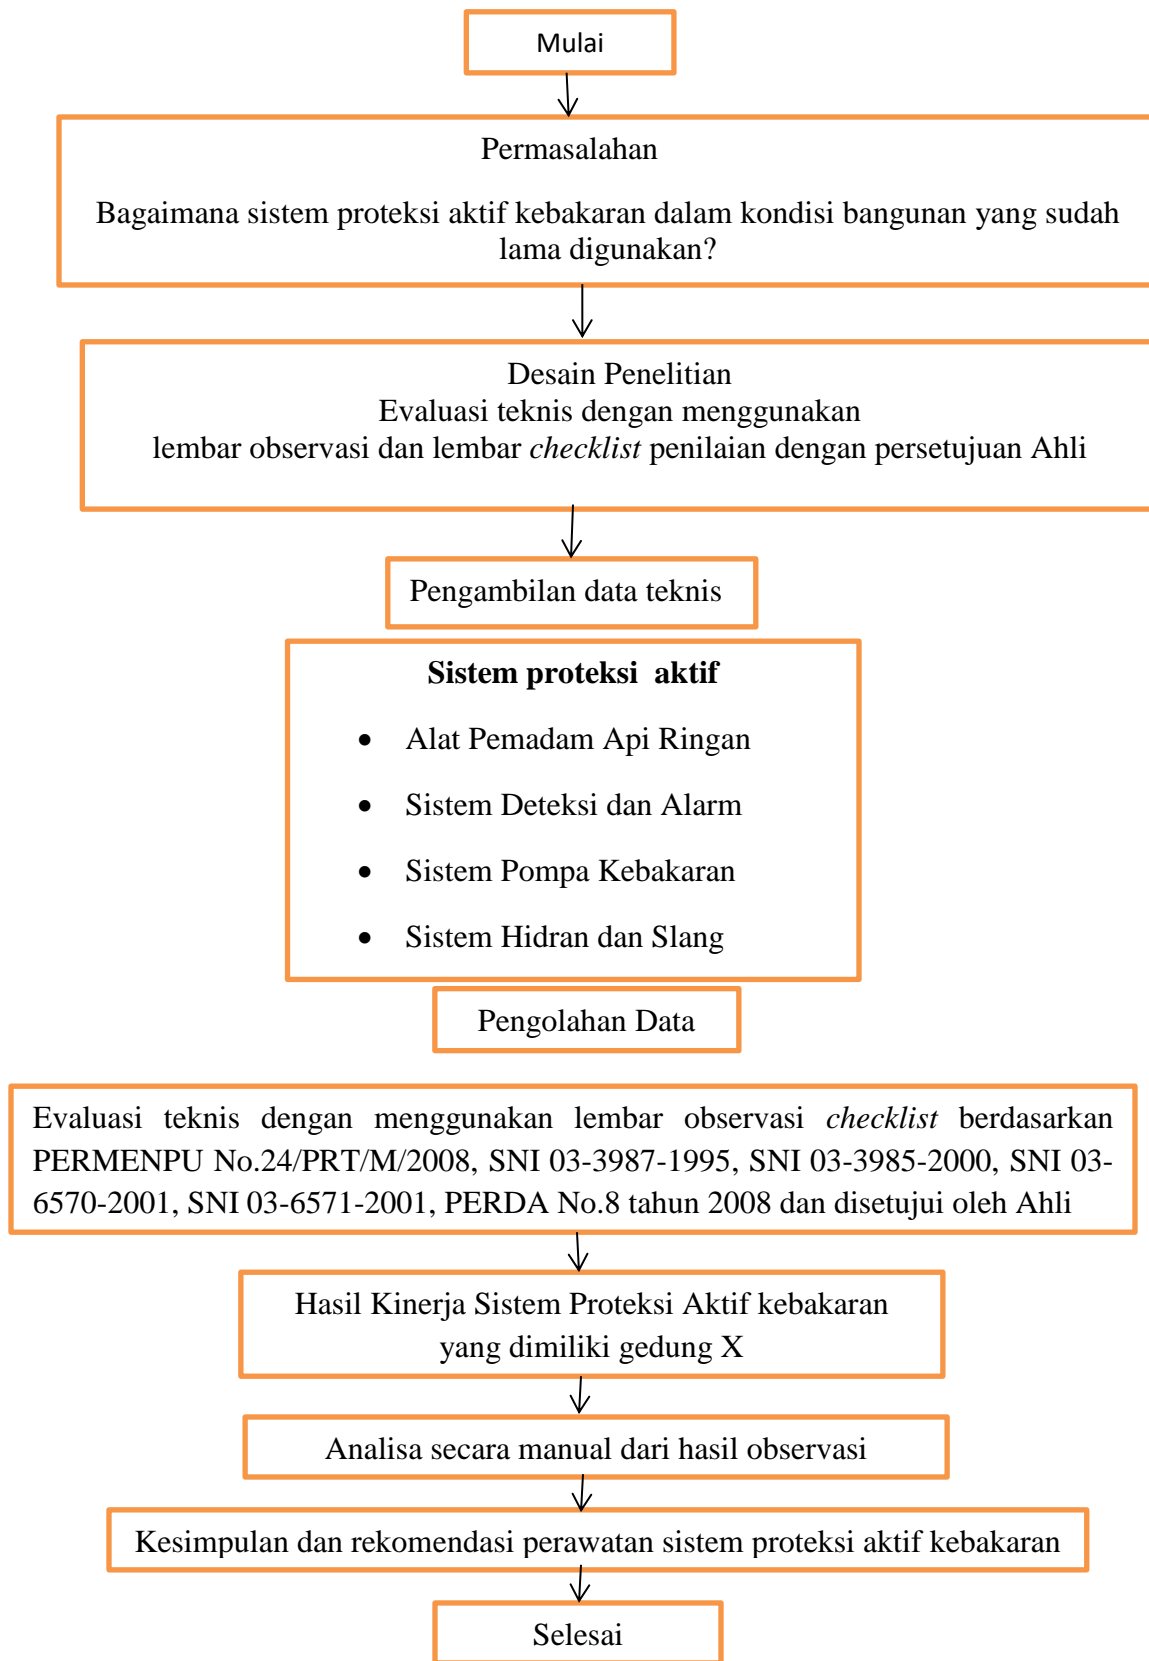 Mulai
Permasalahan
Bagaimana sistem proteksi aktif kebakaran dalam kondisi bangunan yang sudah
lama digunakan?
Desain Penelitian
Evaluasi teknis dengan menggunakan
lembar observasi dan lembar checklist penilaian dengan persetujuan Ahli
Pengambilan data teknis
Sistem proteksi  aktif
• Alat Pemadam Api Ringan
• Sistem Deteksi dan Alarm
• Sistem Pompa Kebakaran
• Sistem Hidran dan Slang
Pengolahan Data
Evaluasi teknis dengan menggunakan lembar observasi checklist berdasarkan
PERMENPU No.24/PRT/M/2008, SNI 03-3987-1995, SNI 03-3985-2000, SNI 03-
6570-2001, SNI 03-6571-2001, PERDA No.8 tahun 2008 dan disetujui oleh Ahli
Hasil Kinerja Sistem Proteksi Aktif kebakaran
yang dimiliki gedung X
Analisa secara manual dari hasil observasi
Kesimpulan dan rekomendasi perawatan sistem proteksi aktif kebakaran
Selesai